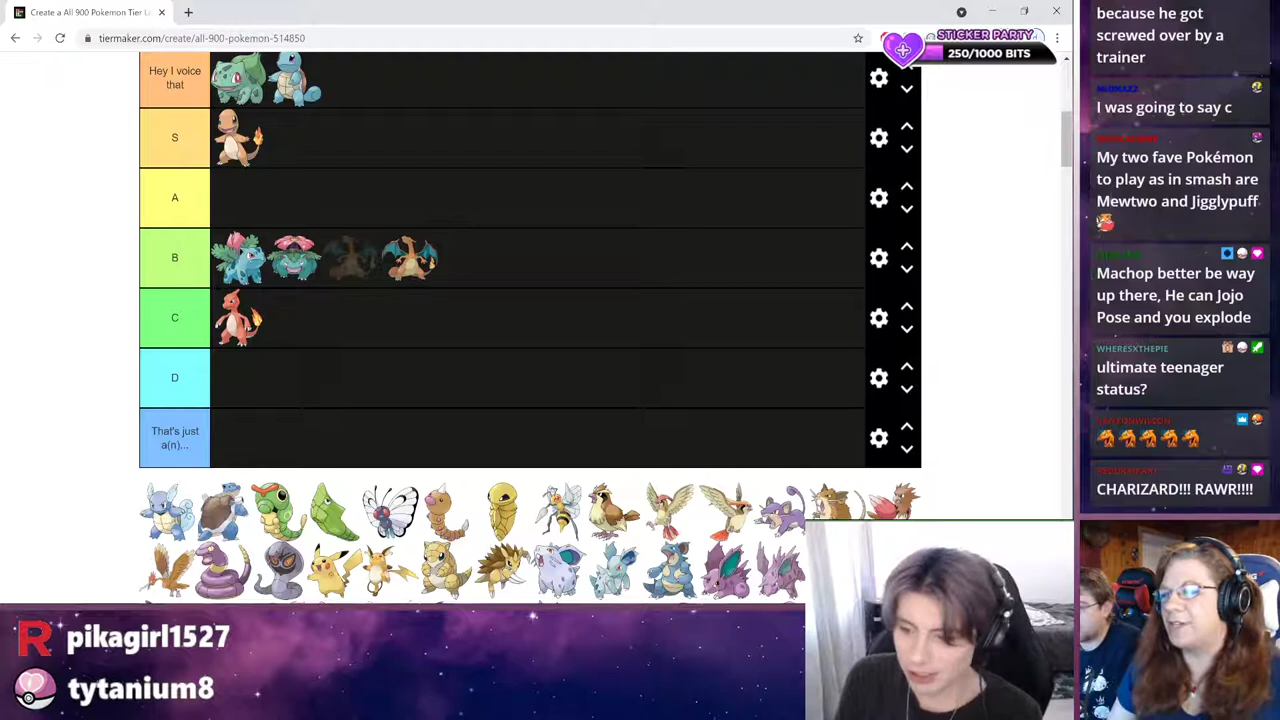 Create a All 900 Pokemon Tier L
tiermaker.com/create/all-900-pokemon-514850
STICKER PARTY
250/1000 BITS
Hey I voice
that
S
A
B
C
D
That's just
a(n)...
pikagirl1527
tytanium8
because he got
screwed over by a
trainer
I was going to say c
My two fave Pokémon
to play as in smash are
Mewtwo and Jigglypuff
Machop better be way
up there, He can Jojo
Pose and you explode
WHERESXTHEPIE
ultimate teenager
status?
CHARIZARD!!! RAWR!!!!